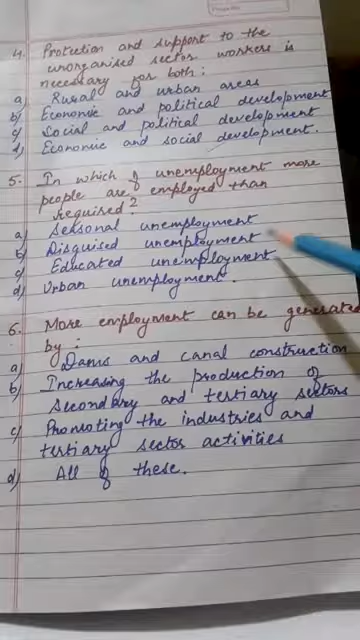 4. Protection and support to the
unorganised sector workers is
necessary for both:
a) Rural and urban areas
b) Economic and political development
c) Social and political development
d) Economic and social development.
5. In which of unemployment more
people are employed than
required?
a) Seasonal unemployment
b) Disguised unemployment
c) Educated unemployment
d) Urban unemployment.
6. More employment can be generated
by:
a) Dams and canal construction
b) Increasing the production of
secondary and tertiary sectors
c) Promoting the industries and
tertiary sector activities
d) All of these.